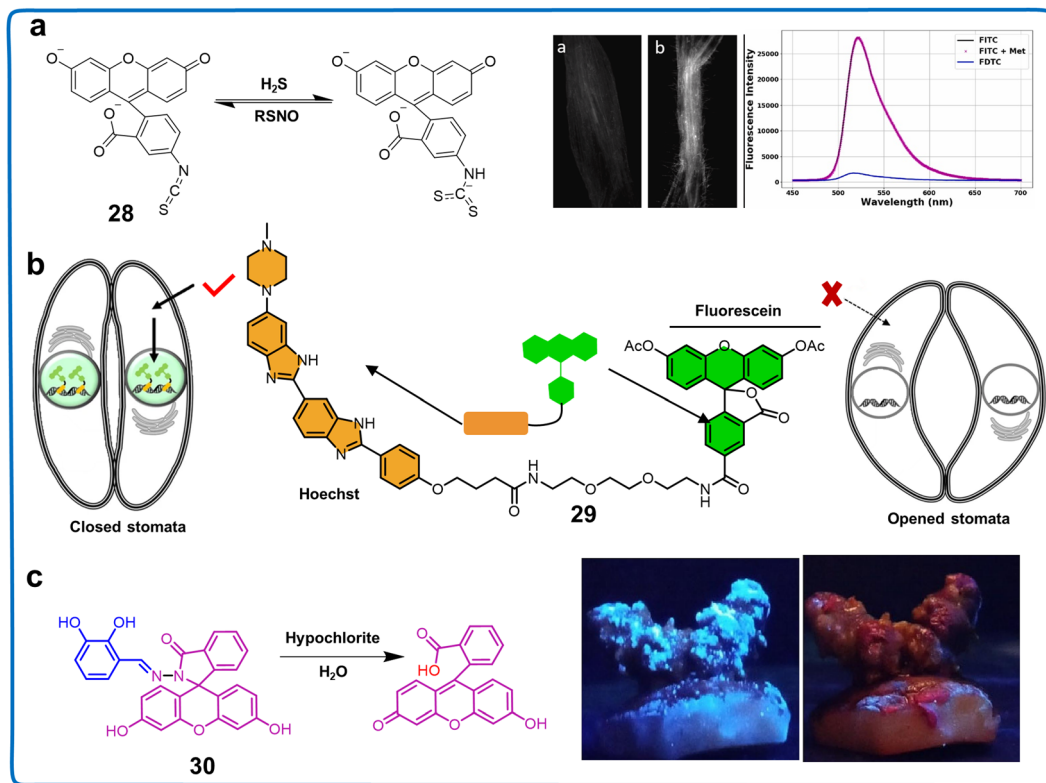 a
O⁻
O
O
O⁻
O
N
C
S
28
H₂S
RSNO
O⁻
O
O
O⁻
O
NH
C⁻
S
S
a
b
Fluorescence Intensity
25000
20000
15000
10000
5000
0
450
500
550
600
650
700
Wavelength (nm)
FITC
FITC + Met
FDTC
b
Closed stomata
N
N
NH
N
NH
N
Hoechst
O
O
H
N
O
O
NH
O
29
Fluorescein
AcO
O
OAc
O
O
Opened stomata
c
OH
HO
O
N
N
HO
O
OH
30
Hypochlorite
H₂O
O
HO
O
O
OH